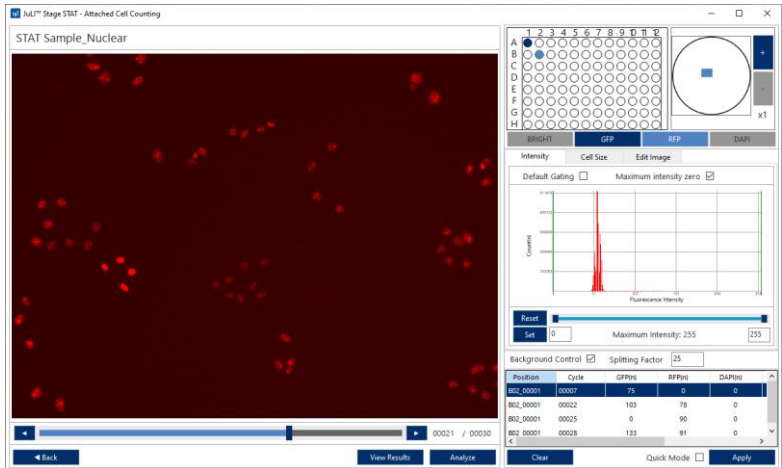 JuLI™ Stage STAT - Attached Cell Counting
STAT Sample_Nuclear
1 2 3 4 5 6 7 8 9 10 11 12
A
B
C
D
E
F
G
H
+
-
x1
BRIGHT GFP RFP DAPI
Intensity Cell Size Edit Image
Default Gating Maximum intensity zero
Count(n)
Fluorescence Intensity
Reset
Set 0 Maximum Intensity: 255 255
Background Control Splitting Factor 25
Position Cycle GFP(n) RFP(n) DAPI(n)
B02_00001 00007 75 0 0
B02_00001 00022 103 78 0
B02_00001 00025 0 90 0
B02_00001 00028 133 91 0
00021 / 00030
Back View Results Analyze
Clear Quick Mode Apply